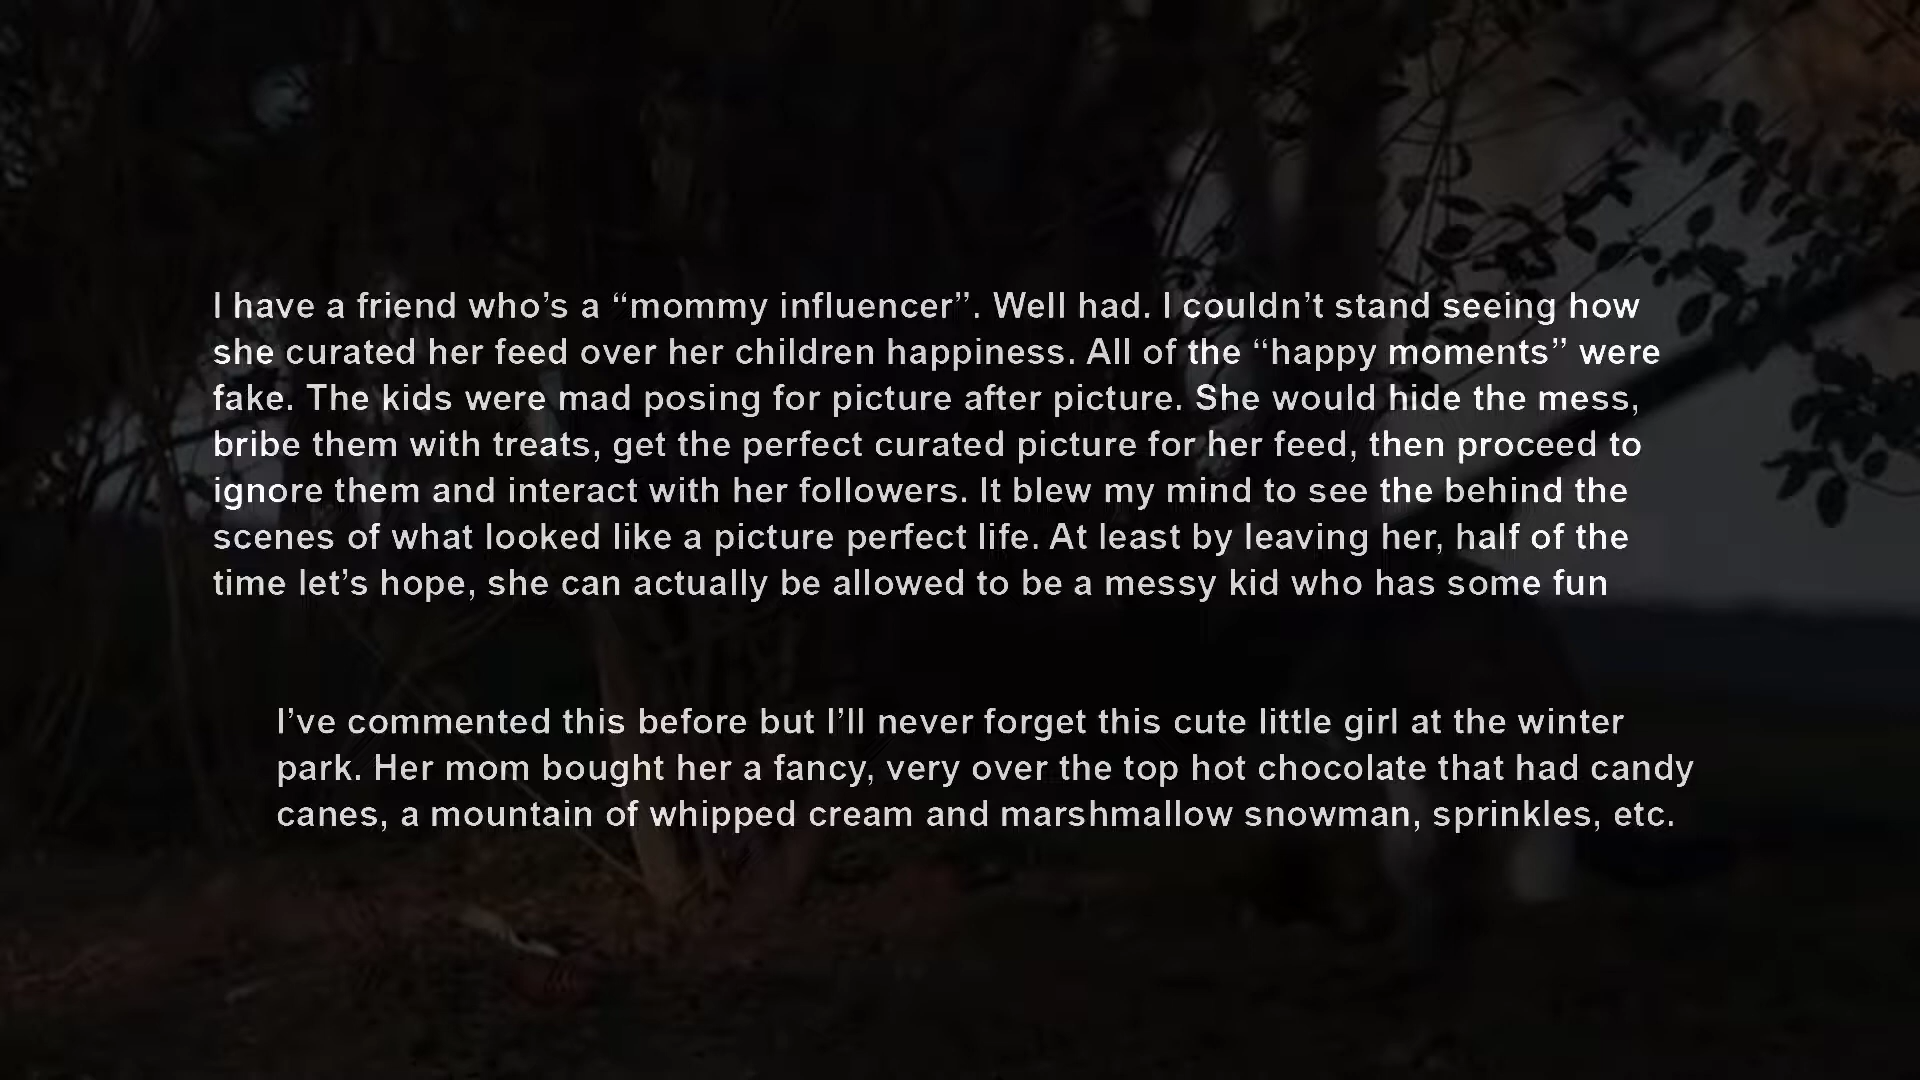 I have a friend who’s a “mommy influencer”. Well had. I couldn’t stand seeing how
she curated her feed over her children happiness. All of the “happy moments” were
fake. The kids were mad posing for picture after picture. She would hide the mess,
bribe them with treats, get the perfect curated picture for her feed, then proceed to
ignore them and interact with her followers. It blew my mind to see the behind the
scenes of what looked like a picture perfect life. At least by leaving her, half of the
time let’s hope, she can actually be allowed to be a messy kid who has some fun
I’ve commented this before but I’ll never forget this cute little girl at the winter
park. Her mom bought her a fancy, very over the top hot chocolate that had candy
canes, a mountain of whipped cream and marshmallow snowman, sprinkles, etc.